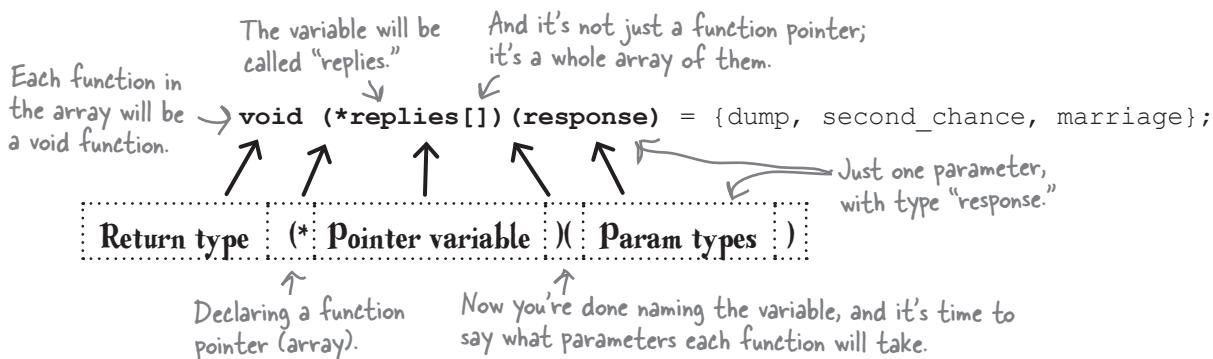 The variable will be
called “replies.”
And it’s not just a function pointer;
it’s a whole array of them.
Each function in
the array will be
a void function.
void (*replies[])(response) = {dump, second_chance, marriage};
Just one parameter,
with type “response.”
Return type (* Pointer variable )( Param types )
Declaring a function
pointer (array).
Now you’re done naming the variable, and it’s time to
say what parameters each function will take.